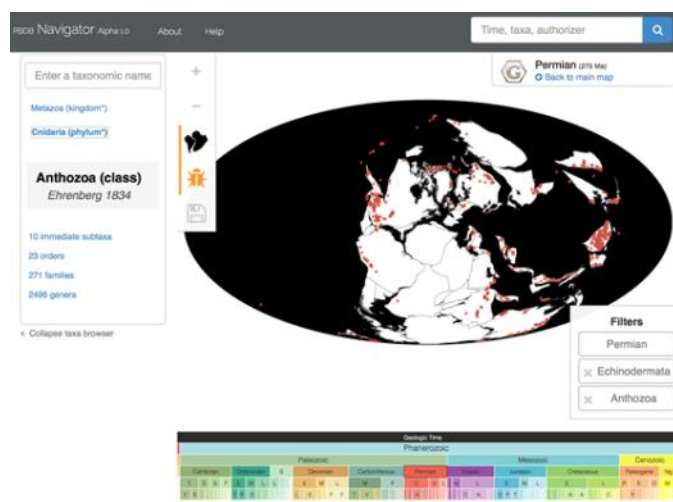 PBDB Navigator Alpha 1.0
About
Help
Time, taxa, authorizer
Enter a taxonomic name
Metazoa (kingdom*)
Cnidaria (phylum*)
Anthozoa (class)
Ehrenberg 1834
10 immediate subtaxa
23 orders
271 families
2496 genera
« Collapse taxa browser
G
Permian (273 Ma)
Back to main map
Filters
Permian
× Echinodermata
× Anthozoa
Geologic Time
Phanerozoic
Paleozoic
Mesozoic
Cenozoic
Cambrian
Ordovician
S
Devonian
Carboniferous
Permian
Triassic
Jurassic
Cretaceous
Paleogene
Ng